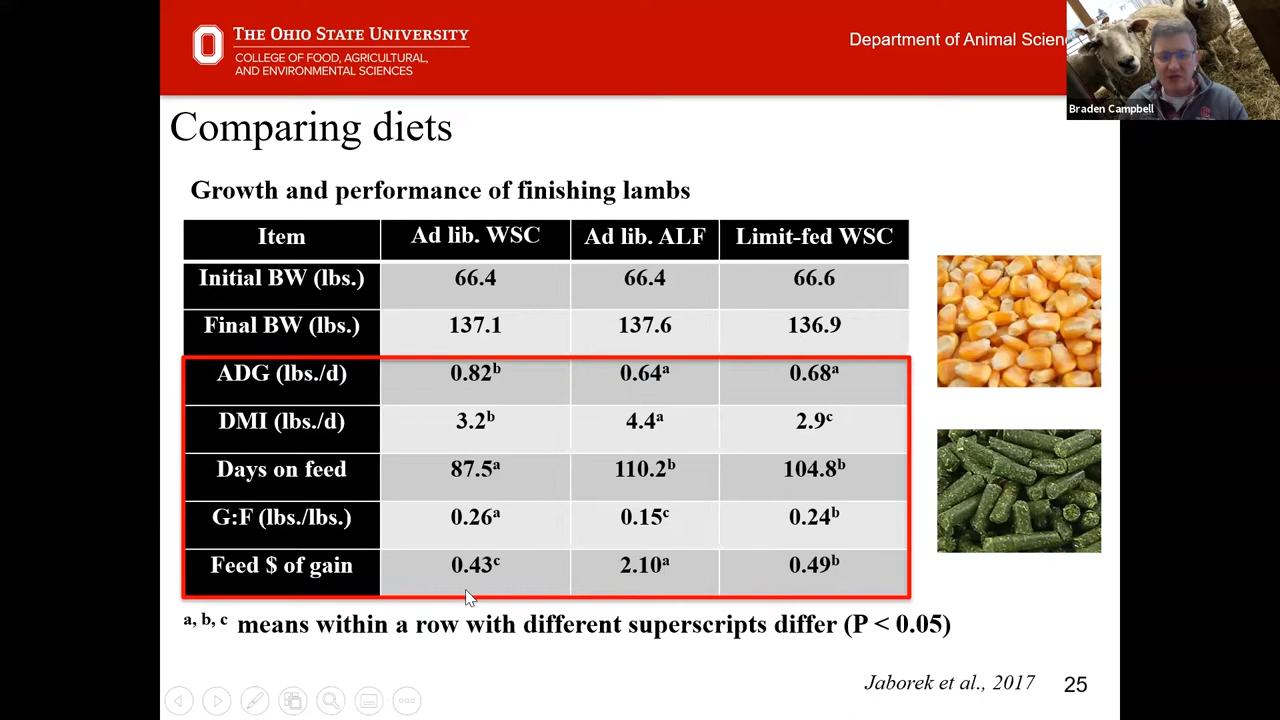 THE OHIO STATE UNIVERSITY
COLLEGE OF FOOD, AGRICULTURAL,
AND ENVIRONMENTAL SCIENCES
Department of Animal
Braden Campbell
Comparing diets
Growth and performance of finishing lambs
Item Ad lib. WSC Ad lib. ALF Limit-fed WSC
Initial BW (lbs.) 66.4 66.4 66.6
Final BW (lbs.) 137.1 137.6 136.9
ADG (lbs./d) 0.82b 0.64a 0.68a
DMI (lbs./d) 3.2b 4.4a 2.9c
Days on feed 87.5a 110.2b 104.8b
G:F (lbs./lbs.) 0.26a 0.15c 0.24b
Feed $ of gain 0.43c 2.10a 0.49b
a, b, c means within a row with different superscripts differ (P < 0.05)
Jaborek et al., 2017 25